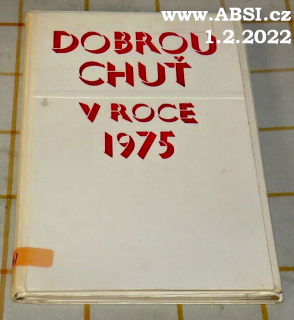 www.ABSI.cz
1.2.2022
DOBROU
CHUŤ
V ROCE
1975